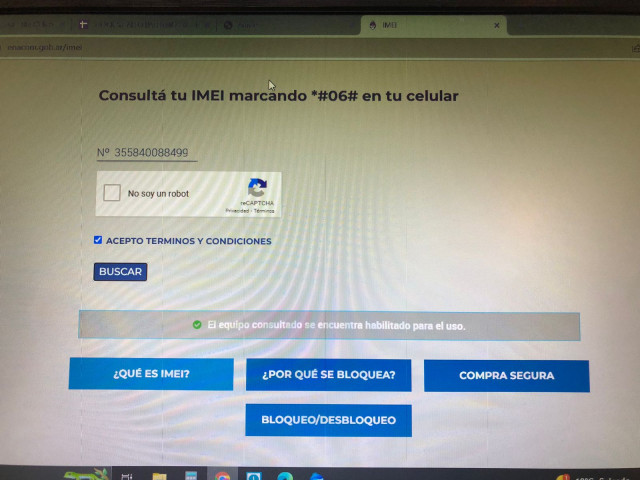 IMEI
enacom.gob.ar/imei
Consultá tu IMEI marcando *#06# en tu celular
Nº 355840088499
No soy un robot
reCAPTCHA
Privacidad - Términos
ACEPTO TERMINOS Y CONDICIONES
BUSCAR
El equipo consultado se encuentra habilitado para el uso.
¿QUÉ ES IMEI?
¿POR QUÉ SE BLOQUEA?
COMPRA SEGURA
BLOQUEO/DESBLOQUEO